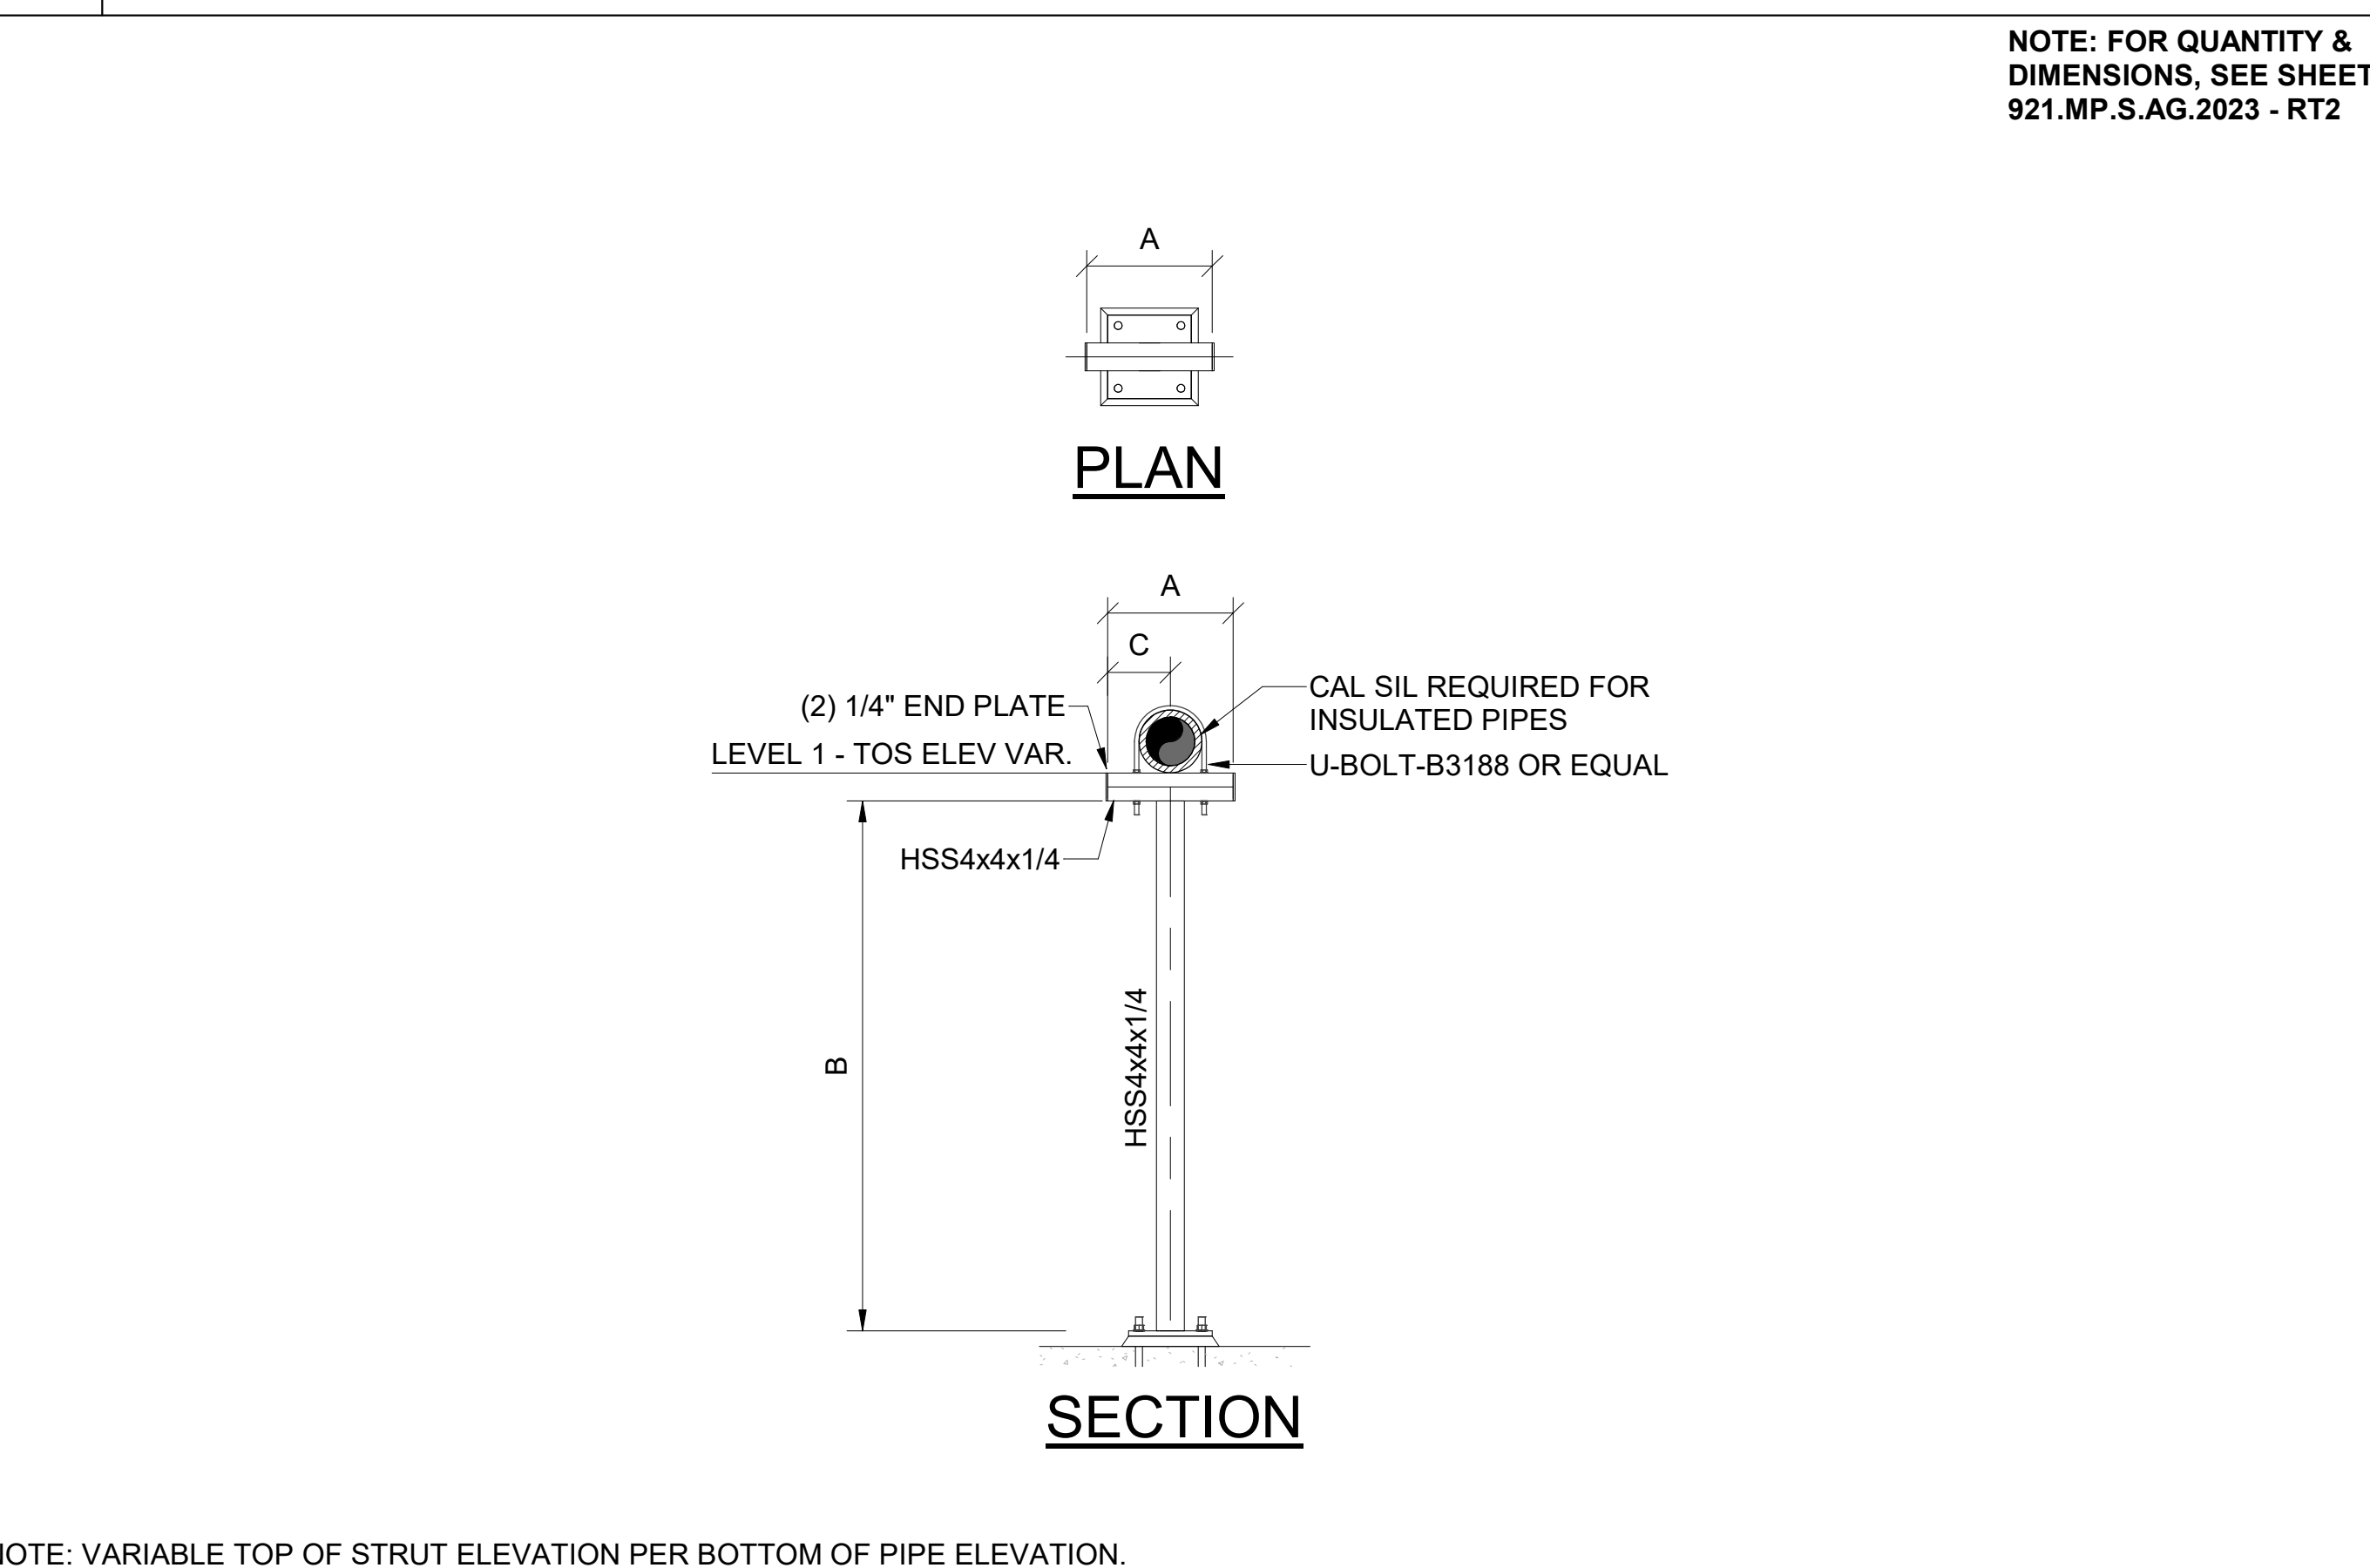 NOTE: FOR QUANTITY &
DIMENSIONS, SEE SHEET
921.MP.S.AG.2023 - RT2
A
PLAN
A
C
(2) 1/4" END PLATE
CAL SIL REQUIRED FOR
INSULATED PIPES
LEVEL 1 - TOS ELEV VAR.
U-BOLT-B3188 OR EQUAL
HSS4x4x1/4
B
HSS4x4x1/4
SECTION
NOTE: VARIABLE TOP OF STRUT ELEVATION PER BOTTOM OF PIPE ELEVATION.